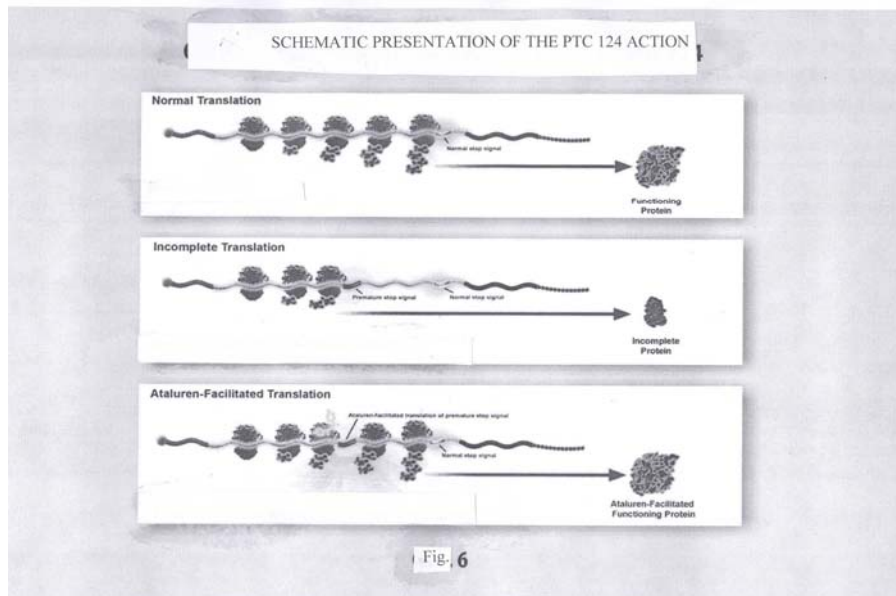 SCHEMATIC PRESENTATION OF THE PTC 124 ACTION
Normal Translation
Normal stop signal
Functioning
Protein
Incomplete Translation
Premature stop signal
Normal stop signal
Incomplete
Protein
Ataluren-Facilitated Translation
Ataluren-facilitated translation of premature stop signal
Normal stop signal
Ataluren-Facilitated
Functioning Protein
Fig. 6